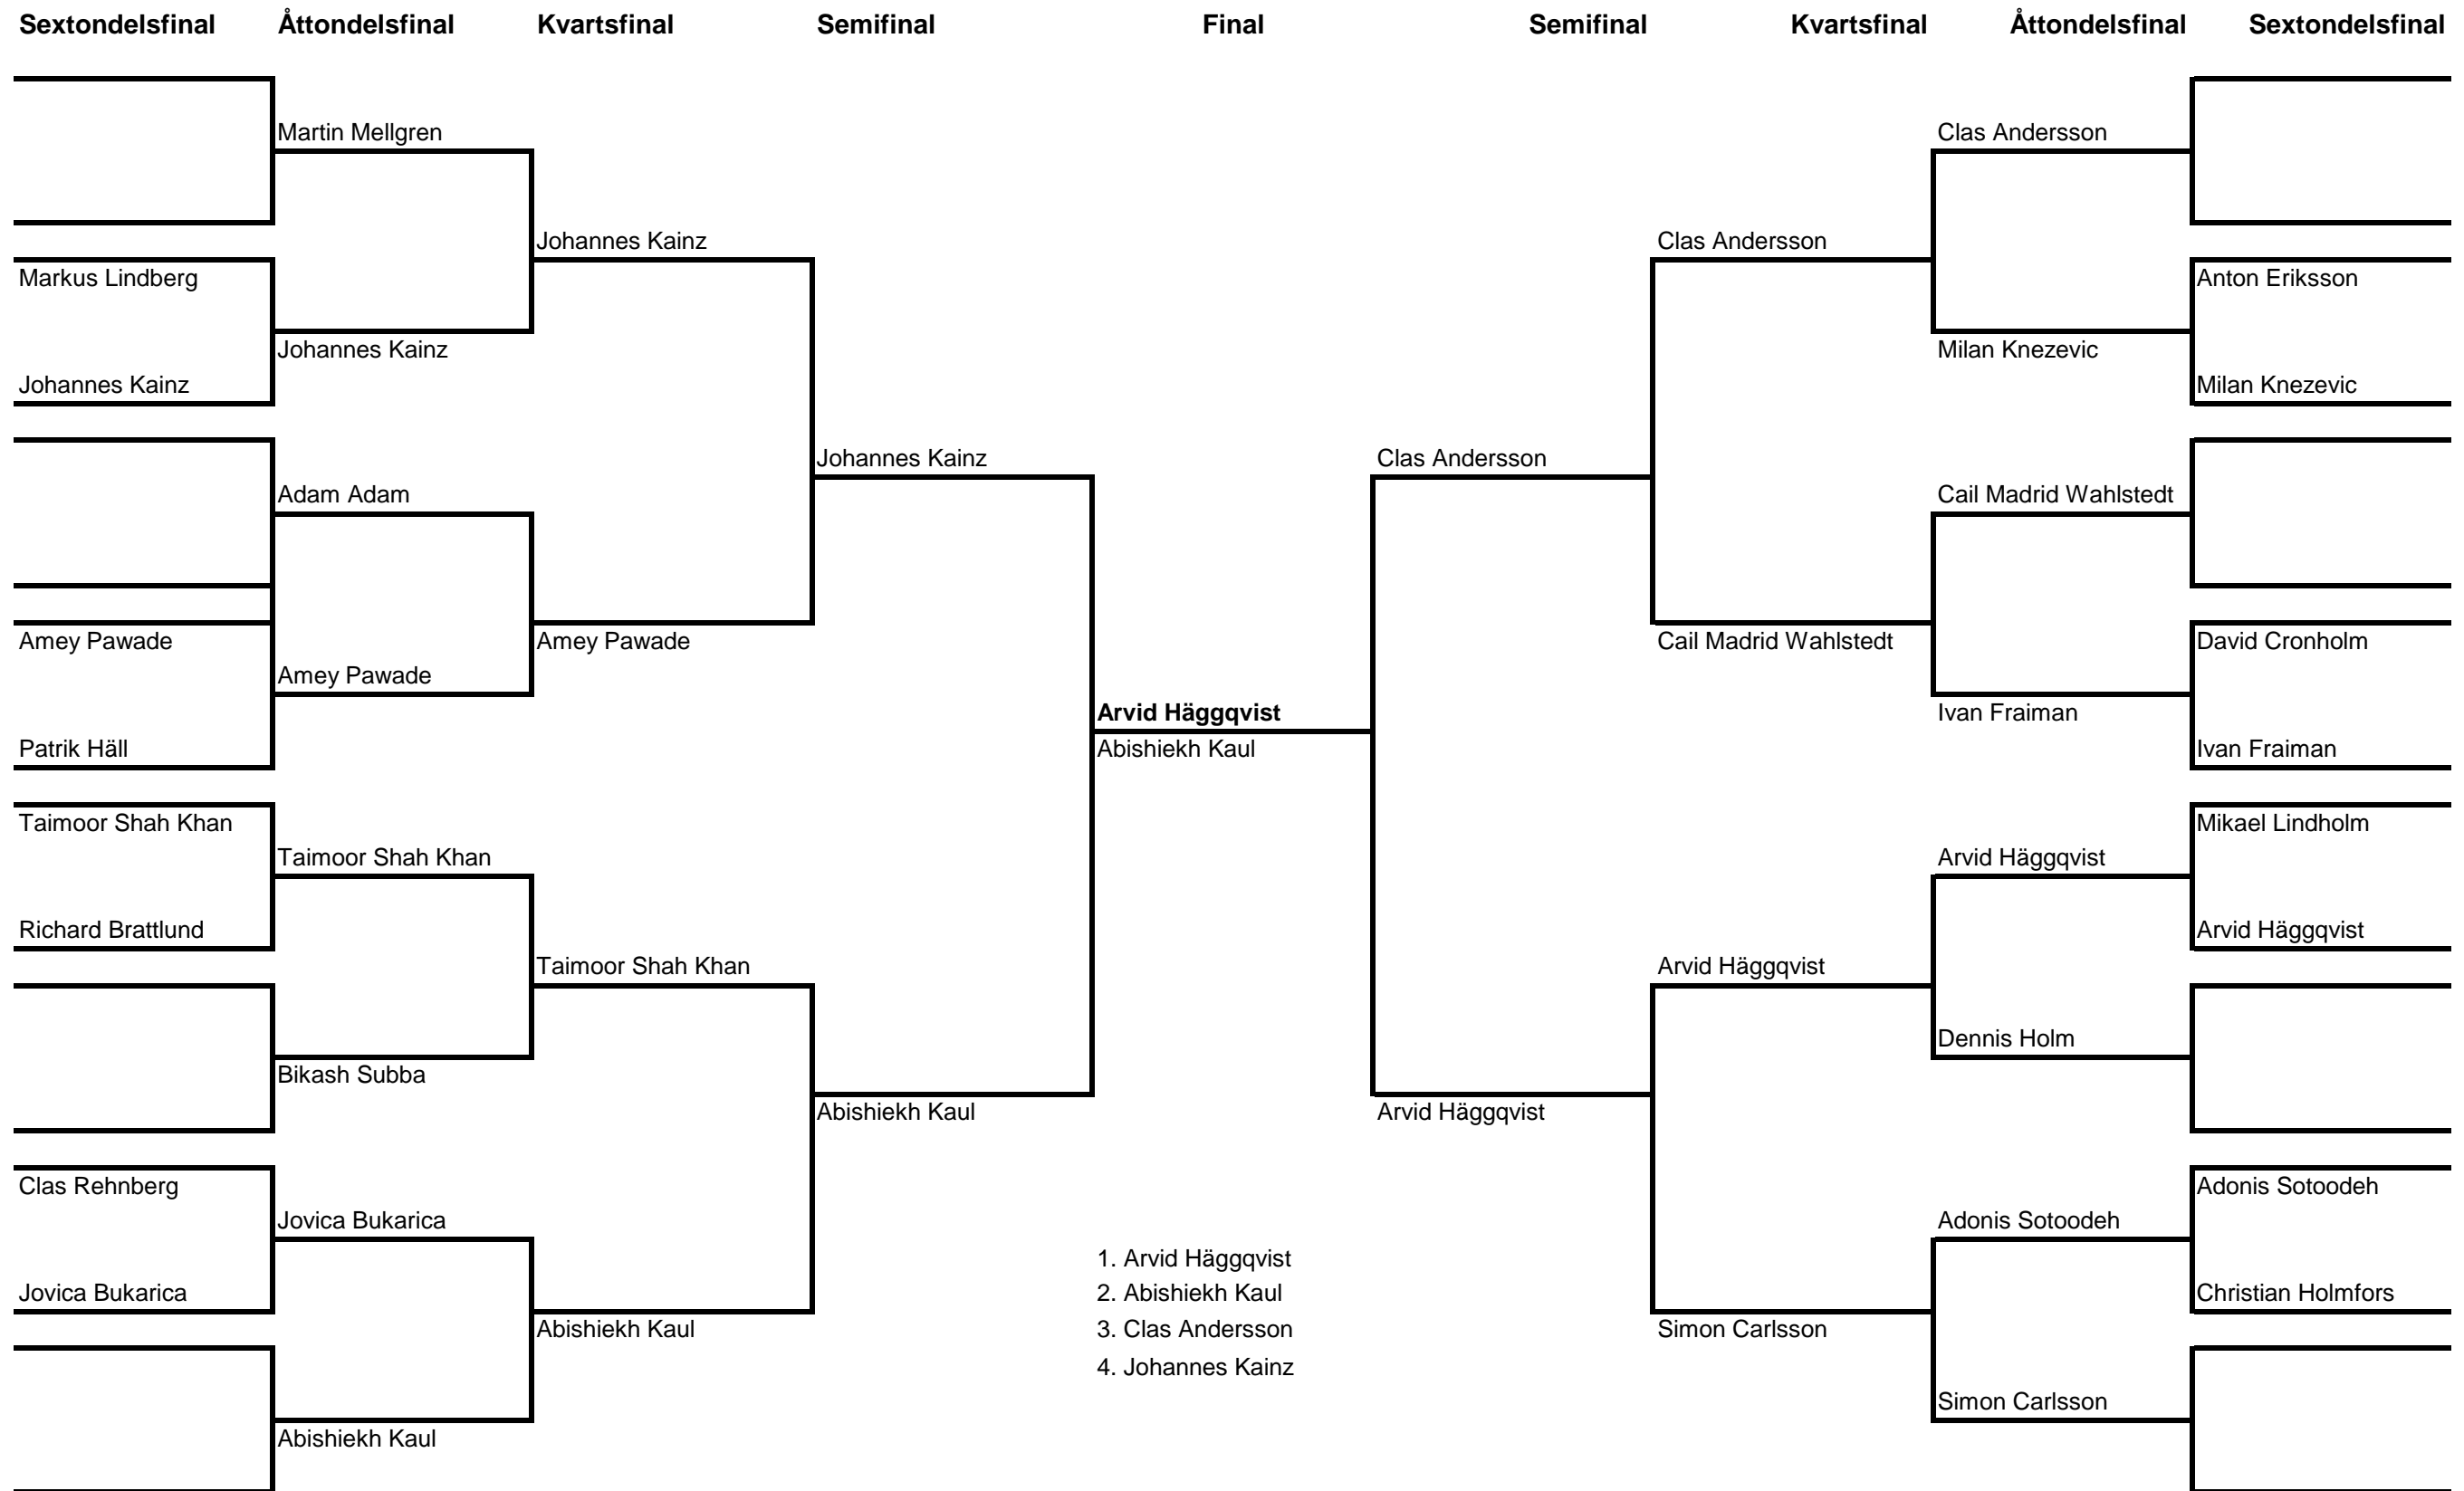 Sextondelsfinal Åttondelsfinal Kvartsfinal Semifinal Final Semifinal Kvartsfinal Åttondelsfinal Sextondelsfinal
Martin Mellgren Clas Andersson
Johannes Kainz Clas Andersson
Markus Lindberg Anton Eriksson
Johannes Kainz Milan Knezevic
Johannes Kainz Milan Knezevic
Johannes Kainz Clas Andersson
Adam Adam Cail Madrid Wahlstedt
Amey Pawade Amey Pawade Cail Madrid Wahlstedt David Cronholm
Amey Pawade
Arvid Häggqvist Ivan Fraiman
Patrik Häll Abishiekh Kaul Ivan Fraiman
Taimoor Shah Khan Mikael Lindholm
Taimoor Shah Khan Arvid Häggqvist
Richard Brattlund Arvid Häggqvist
Taimoor Shah Khan Arvid Häggqvist
Dennis Holm
Bikash Subba
Abishiekh Kaul Arvid Häggqvist
Clas Rehnberg Adonis Sotoodeh
Jovica Bukarica Adonis Sotoodeh
1. Arvid Häggqvist
Jovica Bukarica 2. Abishiekh Kaul Christian Holmfors
Abishiekh Kaul 3. Clas Andersson Simon Carlsson
4. Johannes Kainz
Simon Carlsson
Abishiekh Kaul